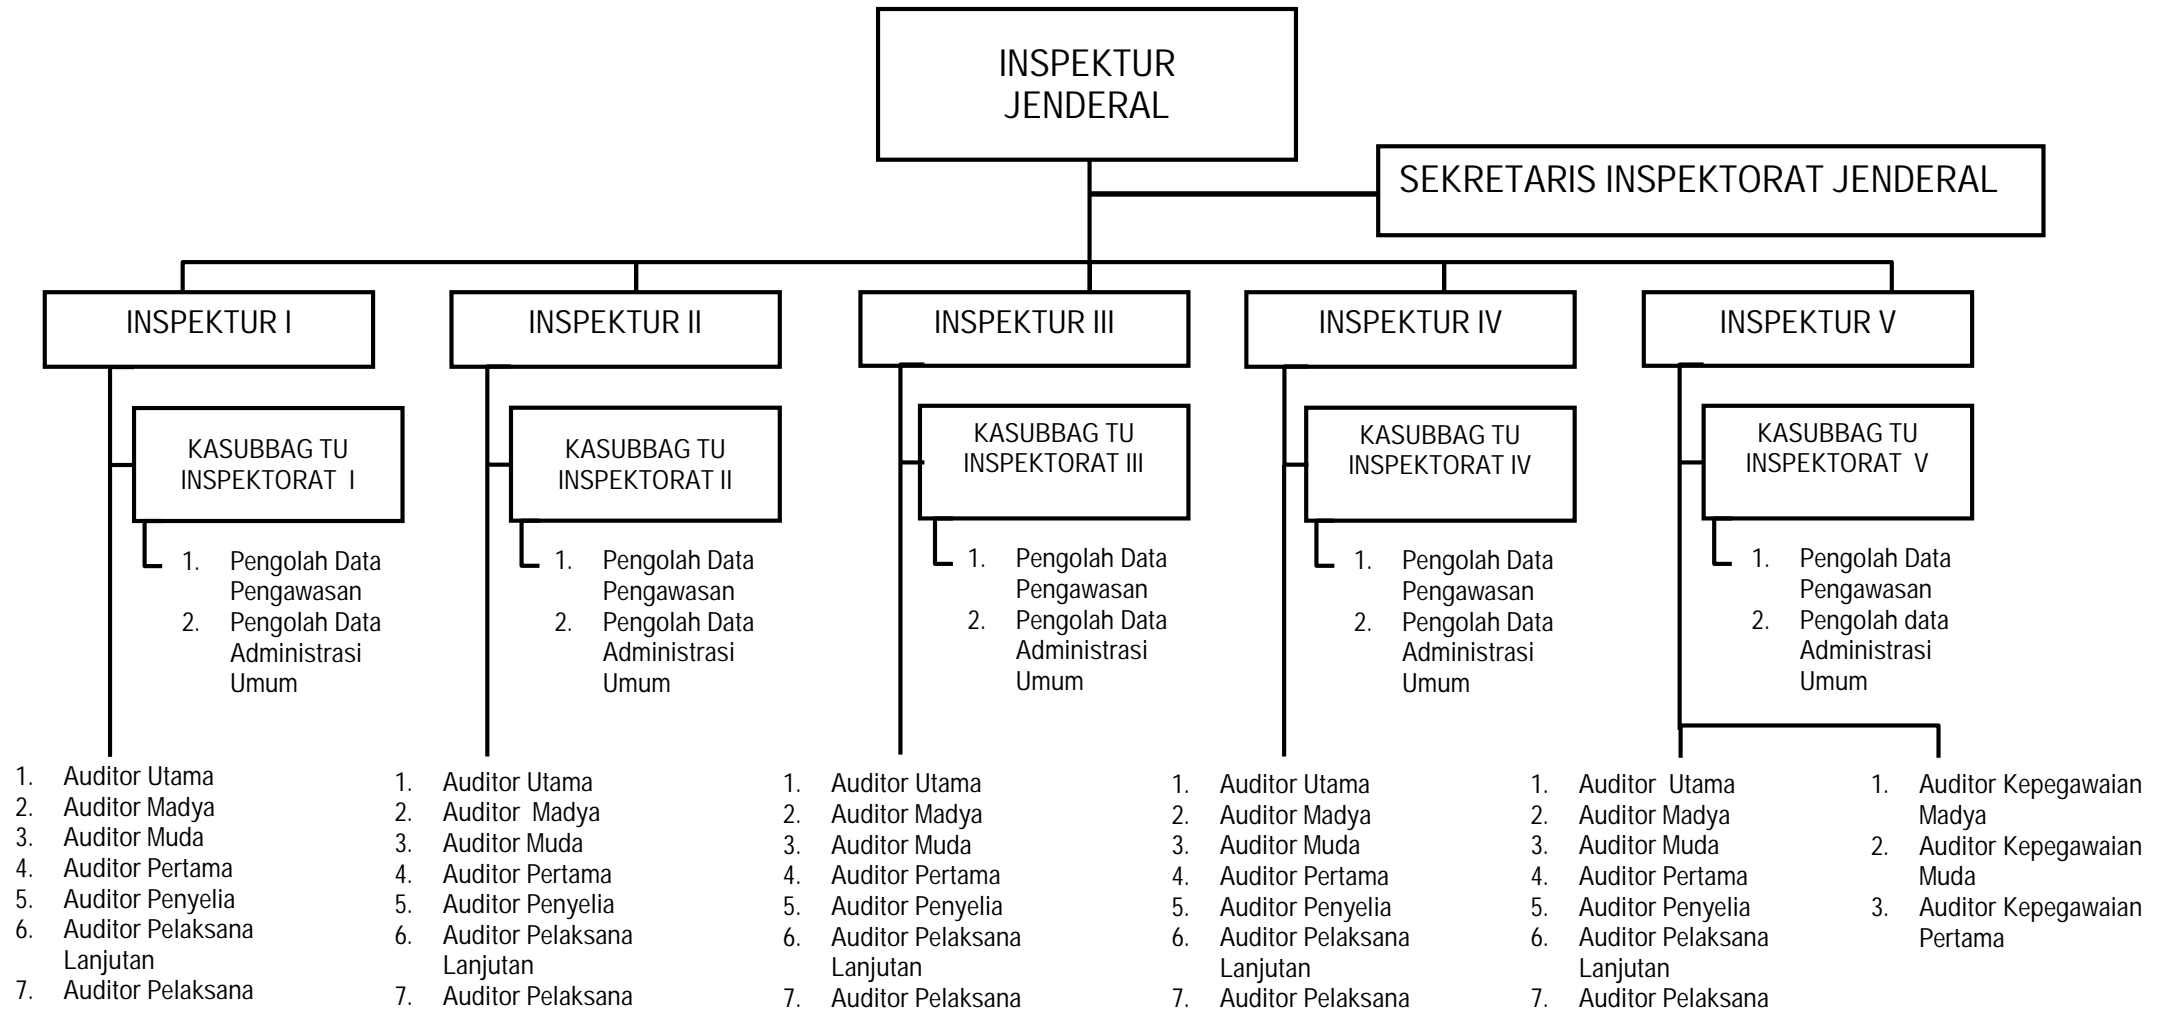 INSPEKTUR
JENDERAL
SEKRETARIS INSPEKTORAT JENDERAL
INSPEKTUR I
INSPEKTUR II
INSPEKTUR III
INSPEKTUR IV
INSPEKTUR V
KASUBBAG TU
INSPEKTORAT I
KASUBBAG TU
INSPEKTORAT II
KASUBBAG TU
INSPEKTORAT III
KASUBBAG TU
INSPEKTORAT IV
KASUBBAG TU
INSPEKTORAT V
1. Pengolah Data
Pengawasan
2. Pengolah Data
Administrasi
Umum
1. Pengolah Data
Pengawasan
2. Pengolah Data
Administrasi
Umum
1. Pengolah Data
Pengawasan
2. Pengolah Data
Administrasi
Umum
1. Pengolah Data
Pengawasan
2. Pengolah Data
Administrasi
Umum
1. Pengolah Data
Pengawasan
2. Pengolah data
Administrasi
Umum
1. Auditor Utama
2. Auditor Madya
3. Auditor Muda
4. Auditor Pertama
5. Auditor Penyelia
6. Auditor Pelaksana
Lanjutan
7. Auditor Pelaksana
1. Auditor Utama
2. Auditor Madya
3. Auditor Muda
4. Auditor Pertama
5. Auditor Penyelia
6. Auditor Pelaksana
Lanjutan
7. Auditor Pelaksana
1. Auditor Utama
2. Auditor Madya
3. Auditor Muda
4. Auditor Pertama
5. Auditor Penyelia
6. Auditor Pelaksana
Lanjutan
7. Auditor Pelaksana
1. Auditor Utama
2. Auditor Madya
3. Auditor Muda
4. Auditor Pertama
5. Auditor Penyelia
6. Auditor Pelaksana
Lanjutan
7. Auditor Pelaksana
1. Auditor Utama
2. Auditor Madya
3. Auditor Muda
4. Auditor Pertama
5. Auditor Penyelia
6. Auditor Pelaksana
Lanjutan
7. Auditor Pelaksana
1. Auditor Kepegawaian
Madya
2. Auditor Kepegawaian
Muda
3. Auditor Kepegawaian
Pertama